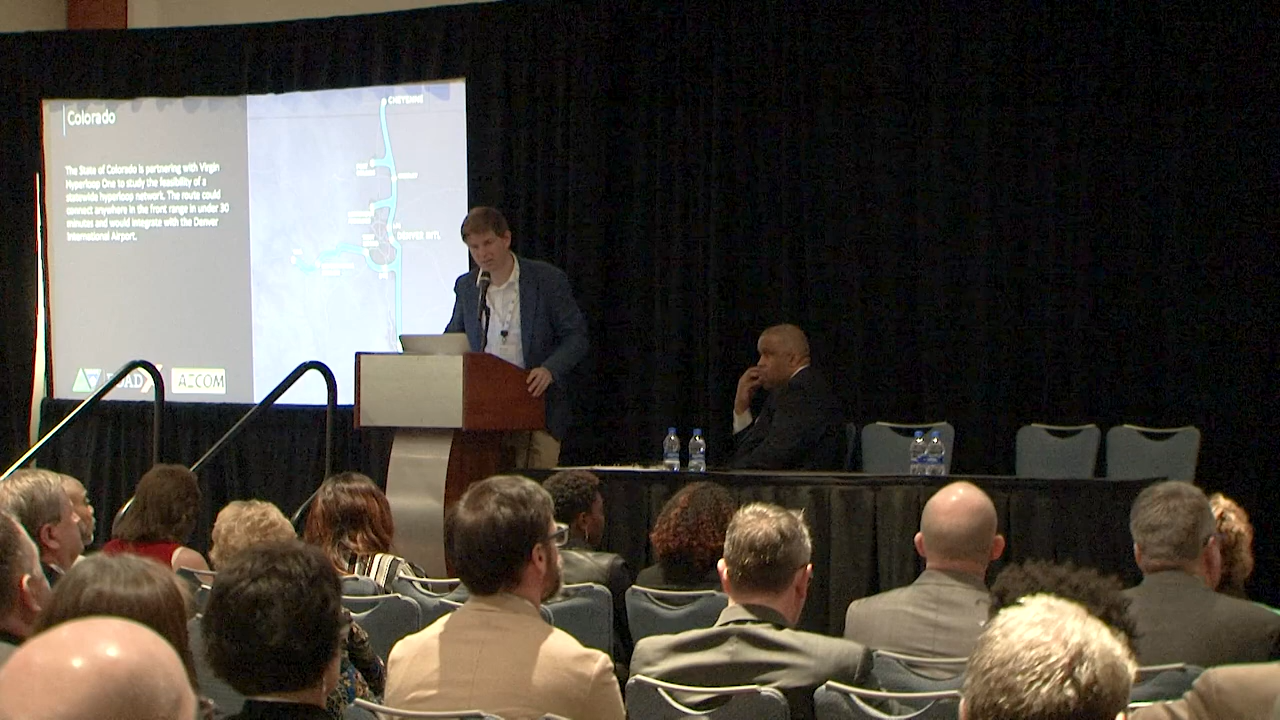 Colorado
The State of Colorado is partnering with Virgin
Hyperloop One to study the feasibility of a
statewide hyperloop network. The route could
connect anywhere in the front range in under 30
minutes and would integrate with the Denver
International Airport.
CHEYENNE
DENVER INT'L
AECOM